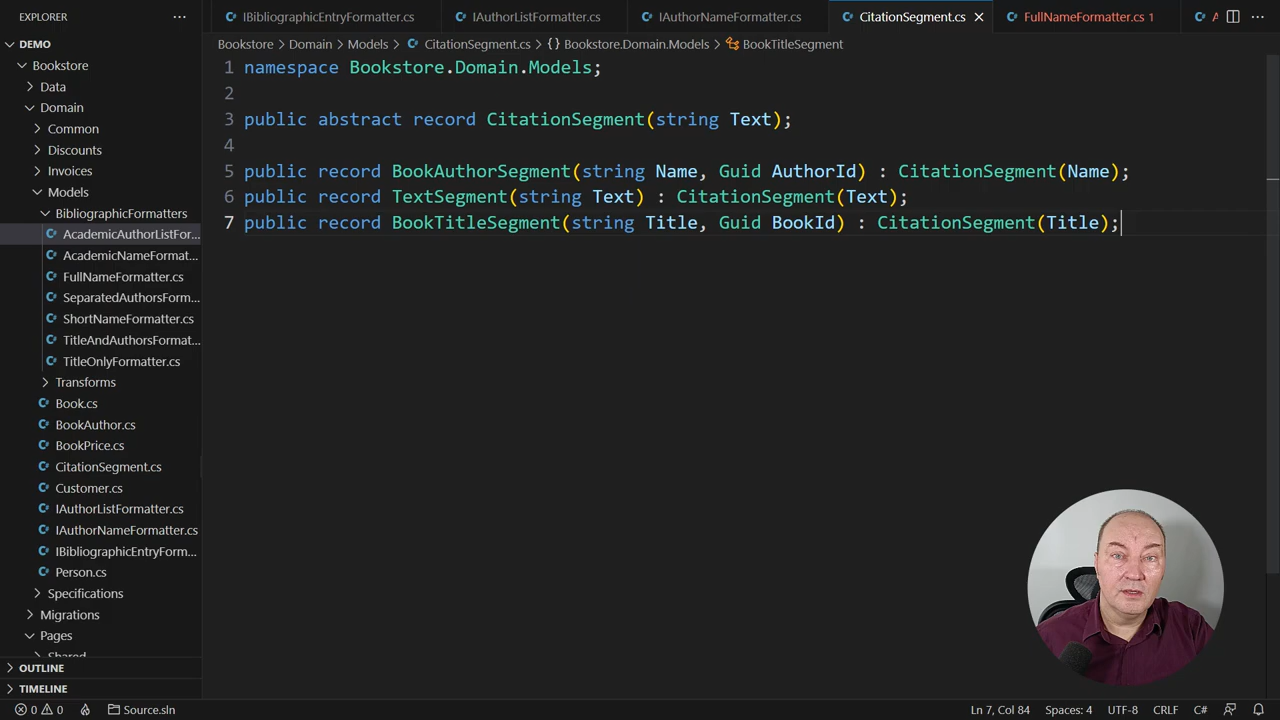 EXPLORER
IBibliographicEntryFormatter.cs
IAuthorListFormatter.cs
IAuthorNameFormatter.cs
CitationSegment.cs
FullNameFormatter.cs 1
A
DEMO
Bookstore > Domain > Models > CitationSegment.cs > {} Bookstore.Domain.Models > BookTitleSegment
Bookstore
Data
Domain
Common
Discounts
Invoices
Models
BibliographicFormatters
AcademicAuthorListFor...
AcademicNameFormat...
FullNameFormatter.cs
SeparatedAuthorsForm...
ShortNameFormatter.cs
TitleAndAuthorsFormat...
TitleOnlyFormatter.cs
Transforms
Book.cs
BookAuthor.cs
BookPrice.cs
CitationSegment.cs
Customer.cs
IAuthorListFormatter.cs
IAuthorNameFormatter.cs
IBibliographicEntryForm...
Person.cs
Specifications
Migrations
Pages
Shared
OUTLINE
TIMELINE
1 namespace Bookstore.Domain.Models;
2
3 public abstract record CitationSegment(string Text);
4
5 public record BookAuthorSegment(string Name, Guid AuthorId) : CitationSegment(Name);
6 public record TextSegment(string Text) : CitationSegment(Text);
7 public record BookTitleSegment(string Title, Guid BookId) : CitationSegment(Title);
0 0 Source.sln
Ln 7, Col 84 Spaces: 4 UTF-8 CRLF C#